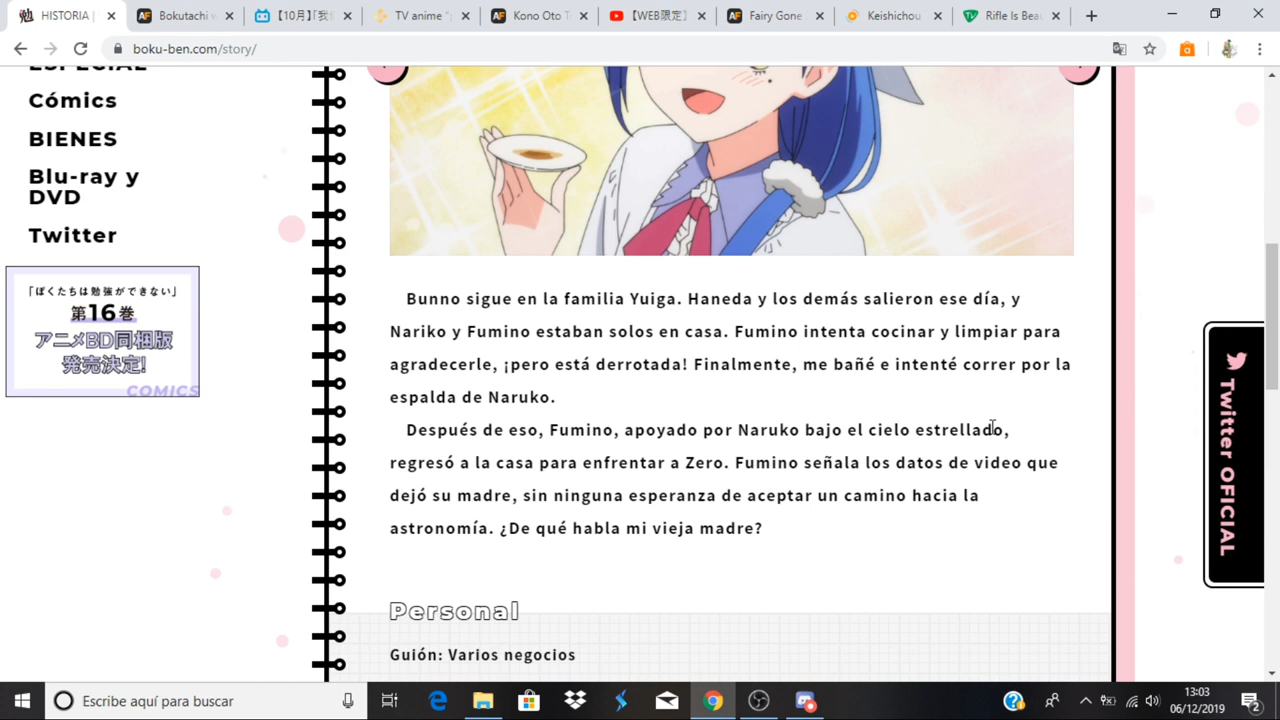 HISTORIA |
Bokutachi w
【10月】「我们
TV anime "
Kono Oto T
【WEB限定】
Fairy Gone
Keishichou
Rifle Is Beau
boku-ben.com/story/
ESPECIAL
Cómics
BIENES
Blu-ray y
DVD
Twitter
「ぼくたちは勉強ができない」
第16巻
アニメBD同梱版
発売決定!
COMICS
Bunno sigue en la familia Yuiga. Haneda y los demás salieron ese día, y
Nariko y Fumino estaban solos en casa. Fumino intenta cocinar y limpiar para
agradecerle, ¡pero está derrotada! Finalmente, me bañé e intenté correr por la
espalda de Naruko.
Después de eso, Fumino, apoyado por Naruko bajo el cielo estrellado,
regresó a la casa para enfrentar a Zero. Fumino señala los datos de video que
dejó su madre, sin ninguna esperanza de aceptar un camino hacia la
astronomía. ¿De qué habla mi vieja madre?
Personal
Guión: Varios negocios
Twitter OFICIAL
Escribe aquí para buscar
13:03
06/12/2019
2